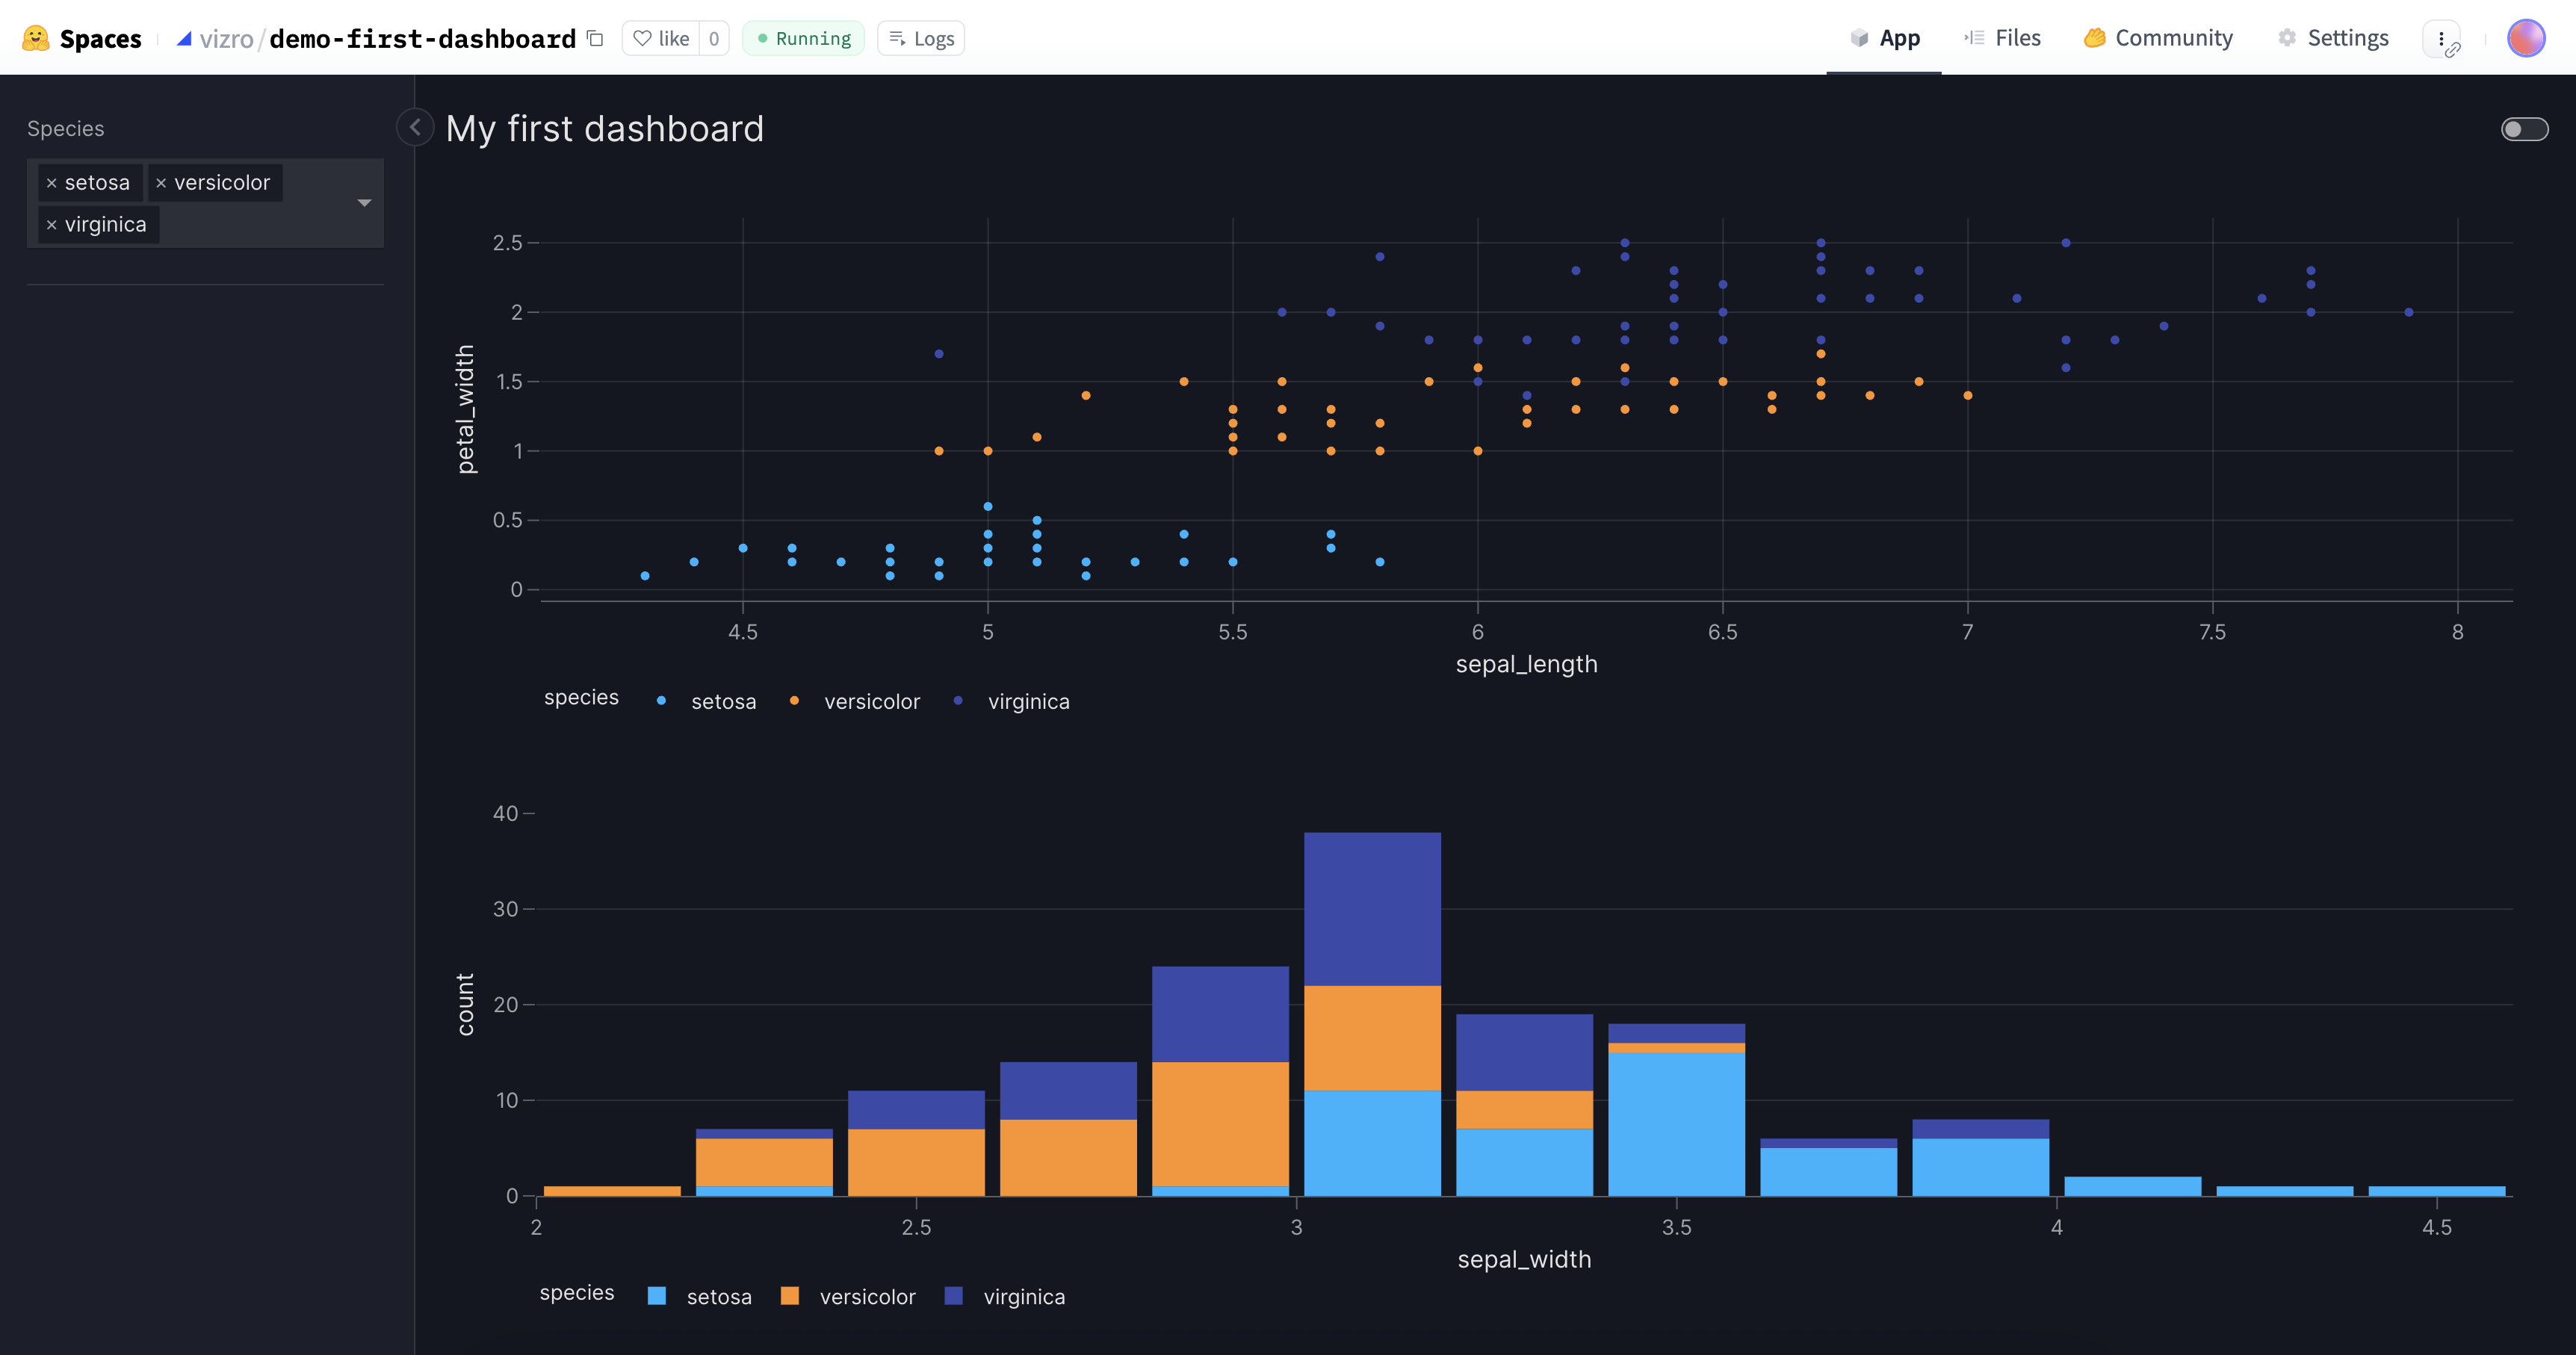 Spaces vizro/demo-first-dashboard like 0 Running Logs App Files Community Settings
Species
× setosa × versicolor
× virginica
My first dashboard
2.5
2
1.5
1
0.5
0
petal_width
4.5 5 5.5 6 6.5 7 7.5 8
sepal_length
species setosa versicolor virginica
40
30
20
10
0
count
2 2.5 3 3.5 4 4.5
sepal_width
species setosa versicolor virginica